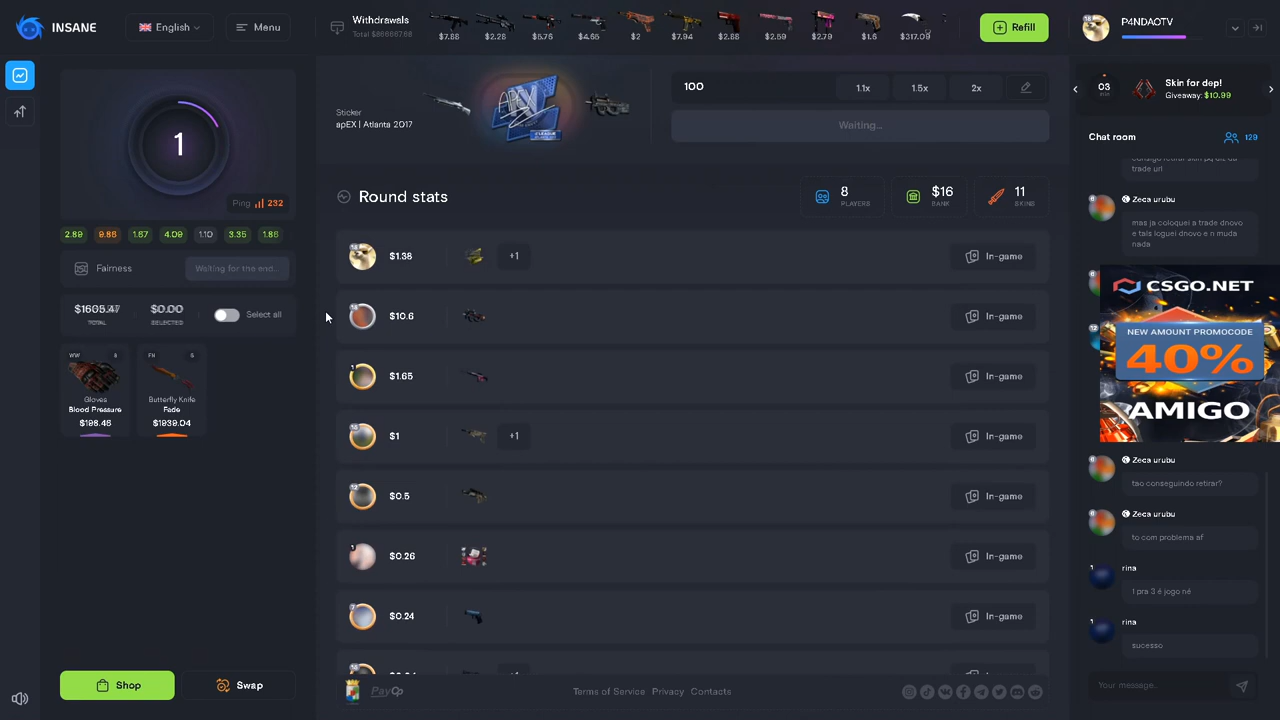 INSANE
English
Menu
Withdrawals
$7.88
$2.28
$5.76
$4.65
$2
$7.94
$2.88
$2.59
$2.79
$1.6
$317.09
Refill
P4NDAOTV
1
Ping 232
2.89
9.86
1.67
4.09
1.10
3.35
1.86
Fairness
Waiting for the end...
TOTAL
$0.00
SELECTED
Select all
WW
Gloves
Blood Pressure
FN
Butterfly Knife
Fade
Shop
Swap
Sticker
apEX | Atlanta 2017
100
1.1x
1.5x
2x
Waiting...
Round stats
8
PLAYERS
$16
BANK
11
SKINS
$1.38
+1
In-game
$10.6
In-game
$1.65
In-game
$1
+1
In-game
$0.5
In-game
$0.26
In-game
$0.24
In-game
PayOp
Terms of Service
Privacy
Contacts
03
Skin for dep!
Giveaway: $10.99
Chat room
129
trade url
Zeca urubu
mas ja coloquei a trade dnovo
e tals loguei dnovo e n muda
nada
CSGO.NET
NEW AMOUNT PROMOCODE
40%
AMIGO
Zeca urubu
tao conseguindo retirar?
Zeca urubu
to com problema af
rina
1 pra 3 é jogo né
rina
sucesso
Your message..